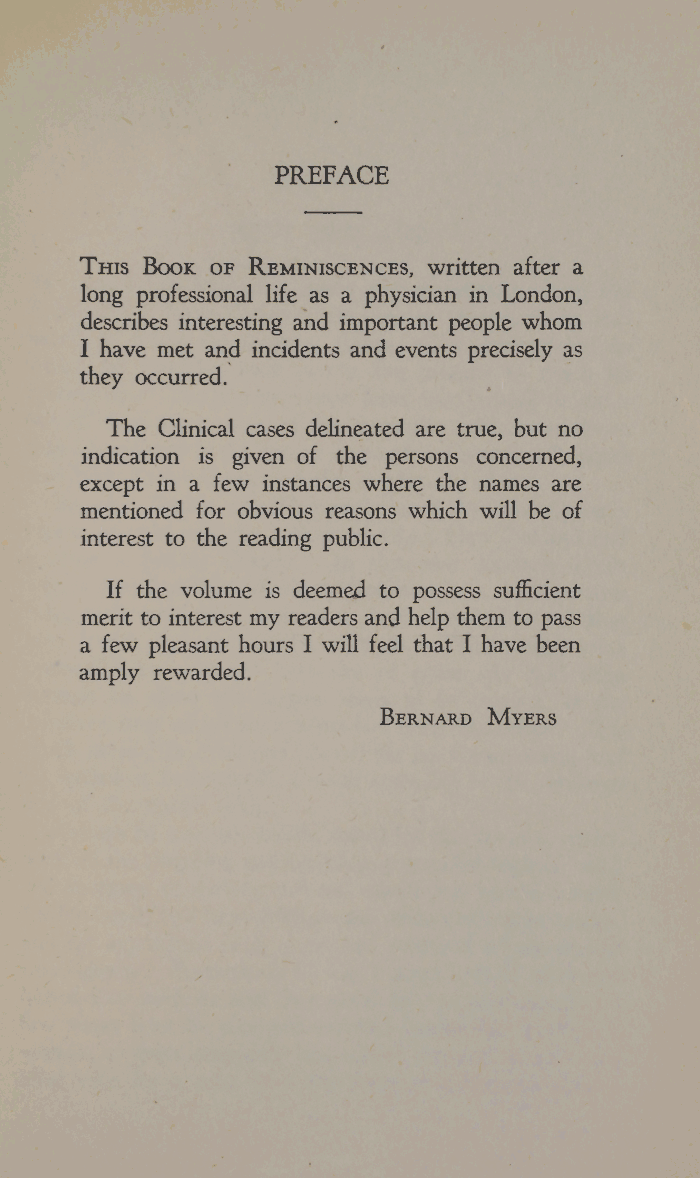 PREFACE
THIS BOOK OF REMINISCENCES, written after a
long professional life as a physician in London,
describes interesting and important people whom
I have met and incidents and events precisely as
they occurred.
The Clinical cases delineated are true, but no
indication is given of the persons concerned,
except in a few instances where the names are
mentioned for obvious reasons which will be of
interest to the reading public.
If the volume is deemed to possess sufficient
merit to interest my readers and help them to pass
a few pleasant hours I will feel that I have been
amply rewarded.
BERNARD MYERS